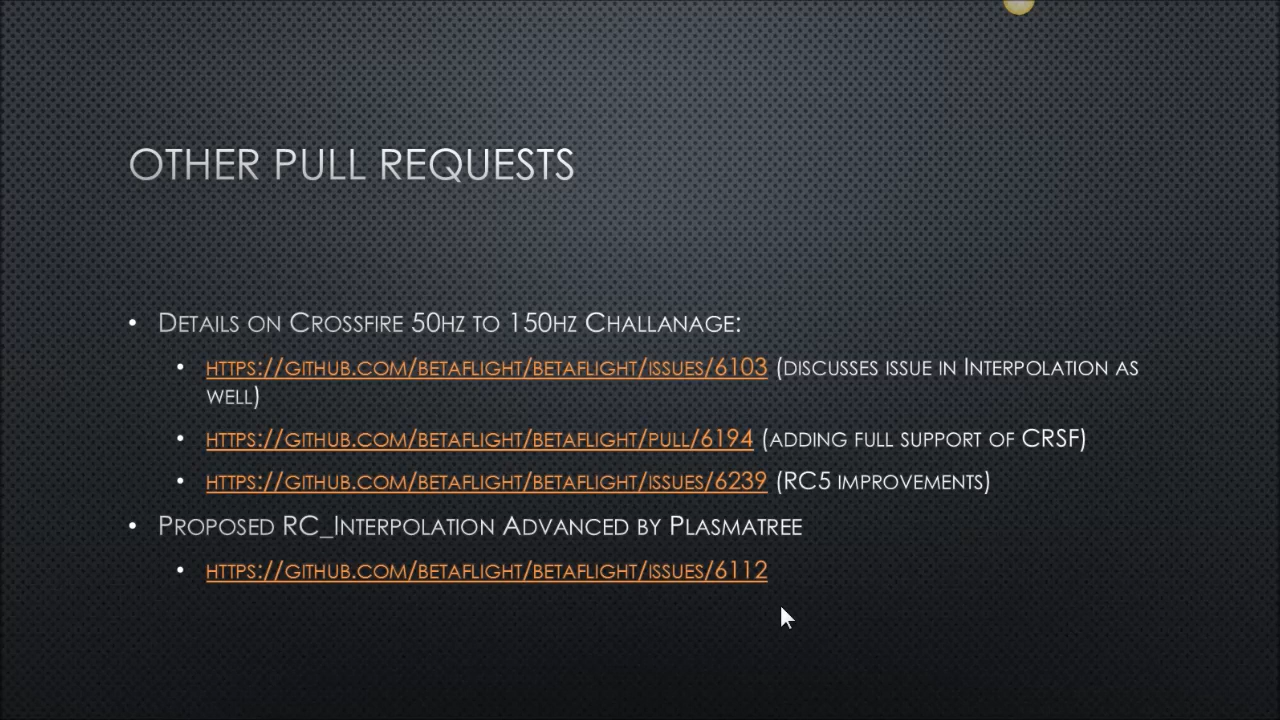 OTHER PULL REQUESTS
• DETAILS ON CROSSFIRE 50HZ TO 150HZ CHALLANAGE:
• HTTPS://GITHUB.COM/BETAFLIGHT/BETAFLIGHT/ISSUES/6103 (DISCUSSES ISSUE IN INTERPOLATION AS
WELL)
• HTTPS://GITHUB.COM/BETAFLIGHT/BETAFLIGHT/PULL/6194 (ADDING FULL SUPPORT OF CRSF)
• HTTPS://GITHUB.COM/BETAFLIGHT/BETAFLIGHT/ISSUES/6239 (RC5 IMPROVEMENTS)
• PROPOSED RC_INTERPOLATION ADVANCED BY PLASMATREE
• HTTPS://GITHUB.COM/BETAFLIGHT/BETAFLIGHT/ISSUES/6112